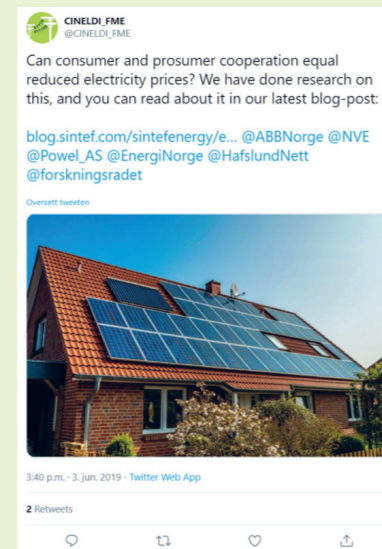 CINELDI_FME
@CINELDI_FME
Can consumer and prosumer cooperation equal
reduced electricity prices? We have done research on
this, and you can read about it in our latest blog-post:
blog.sintef.com/sintefenergy/e... @ABBNorge @NVE
@Powel_AS @EnergiNorge @HafslundNett
@forskningsradet
Oversett tweeten
3:40 p.m. · 3. jun. 2019 · Twitter Web App
2 Retweets